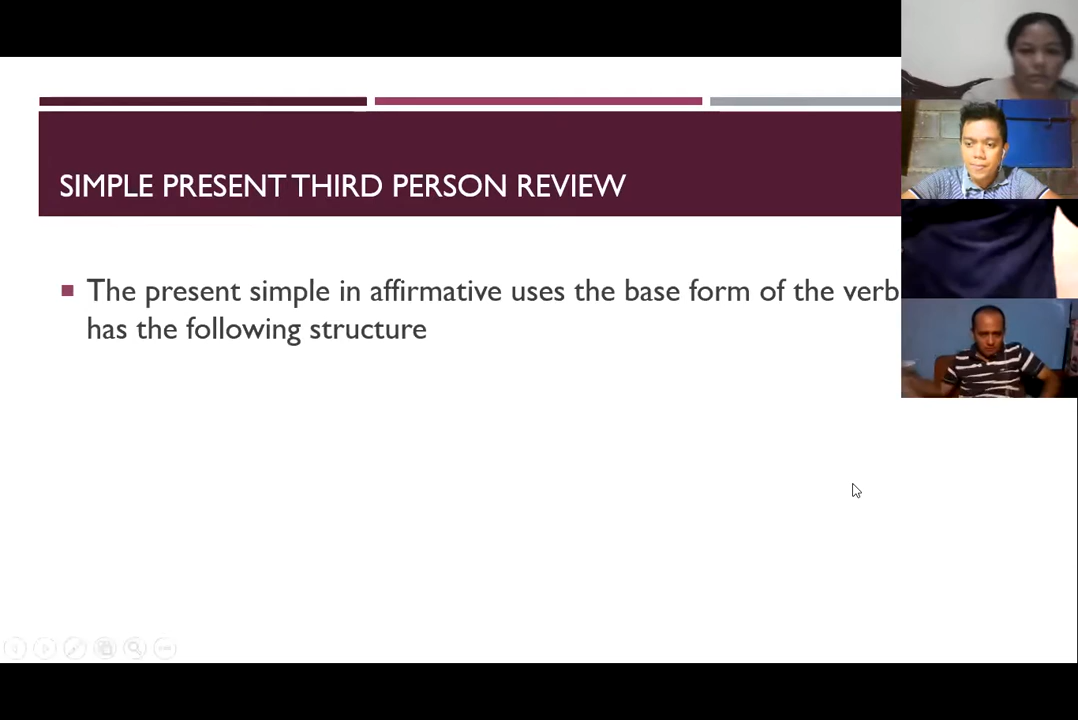 SIMPLE PRESENT THIRD PERSON REVIEW
The present simple in affirmative uses the base form of the verb
has the following structure